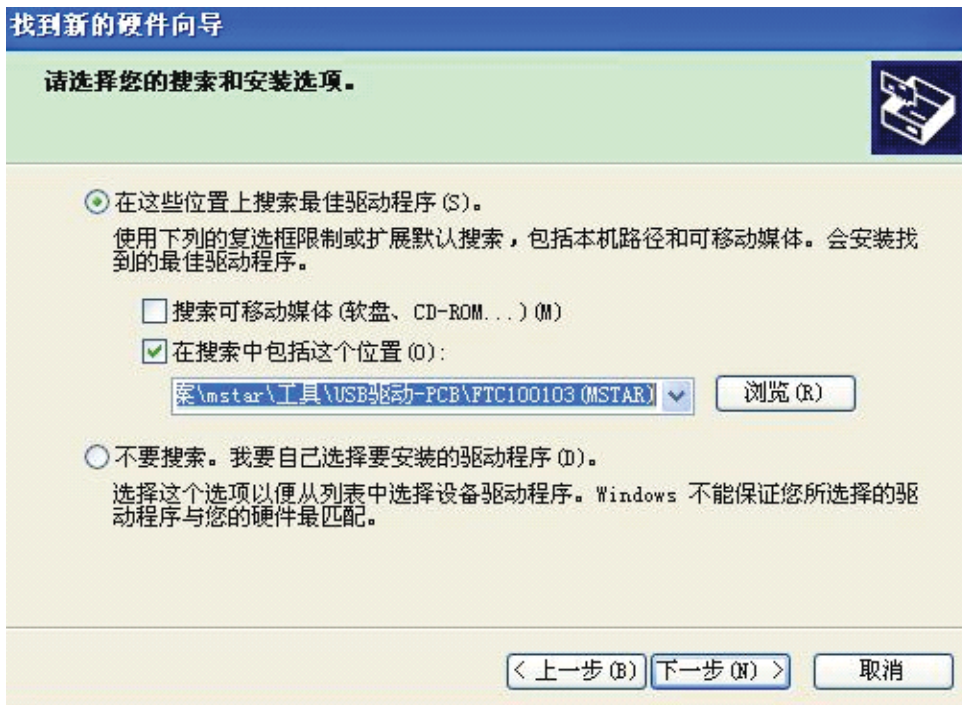 找到新的硬件向导
请选择您的搜索和安装选项。
在这些位置上搜索最佳驱动程序(S)。
使用下列的复选框限制或扩展默认搜索，包括本机路径和可移动媒体。会安装找
到的最佳驱动程序。
搜索可移动媒体(软盘、CD-ROM...)(M)
在搜索中包括这个位置(O):
案\mstar\工具\USB驱动-PCB\FTC100103(MSTAR)
浏览(R)
不要搜索。我要自己选择要安装的驱动程序(D)。
选择这个选项以便从列表中选择设备驱动程序。Windows 不能保证您所选择的驱
动程序与您的硬件最匹配。
< 上一步(B) 下一步(N) > 取消